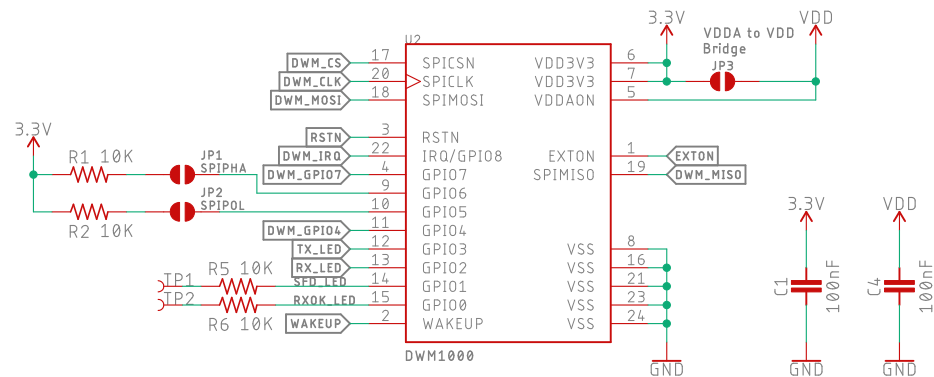 U2
DWM_CS 17 SPICSN
DWM_CLK 20 SPICLK
DWM_MOSI 18 SPIMOSI
RSTN 3 RSTN
DWM_IRQ 22 IRQ/GPIO8
DWM_GPIO7 4 GPIO7
9 GPIO6
10 GPIO5
DWM_GPIO4 11 GPIO4
TX_LED 12 GPIO3
RX_LED 13 GPIO2
SFD_LED 14 GPIO1
RXOK_LED 15 GPIO0
WAKEUP 2 WAKEUP
DWM1000
3.3V
R1 10K
JP1
SPIPHA
JP2
SPIPOL
R2 10K
TP1
R5 10K
TP2
R6 10K
3.3V
VDDA to VDD
Bridge
JP3
VDD
VDD3V3 6
VDD3V3 7
VDDAON 5
EXTON 1 EXTON
SPIMISO 19 DWM_MISO
VSS 8
VSS 16
VSS 21
VSS 23
VSS 24
GND
3.3V
C1
100nF
GND
VDD
C4
100nF
GND